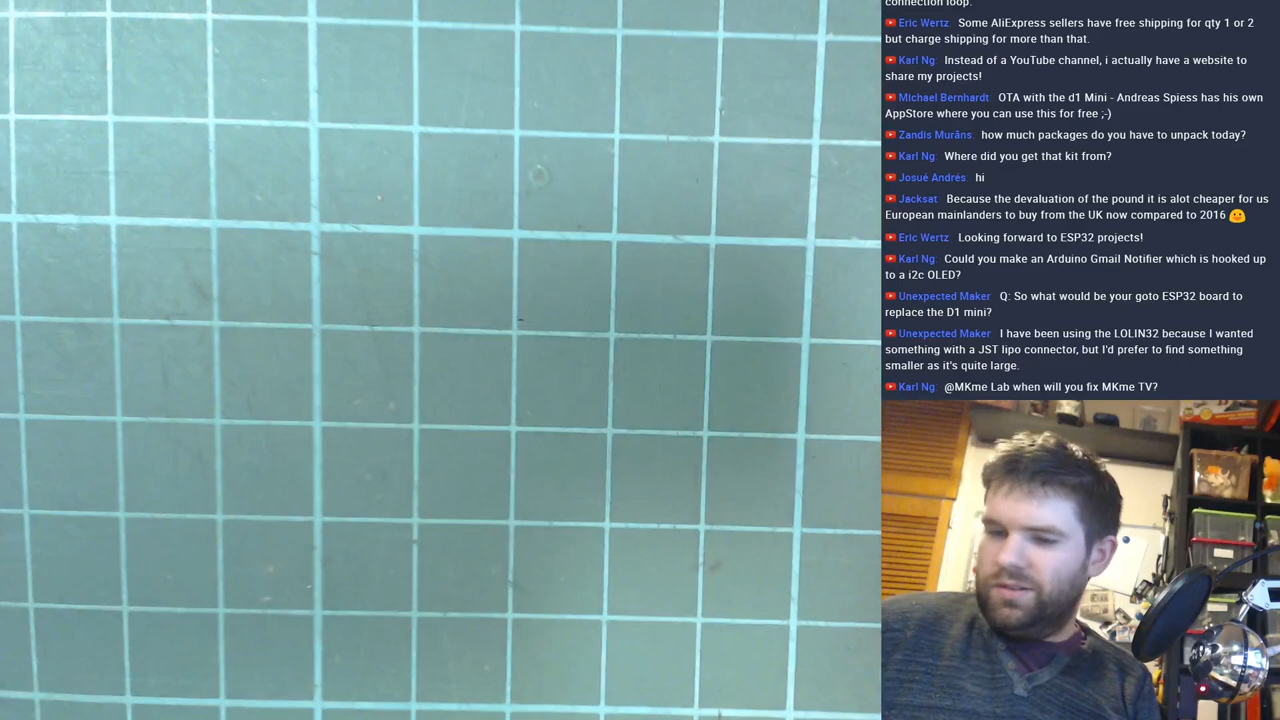 connection loop.
Eric Wertz Some AliExpress sellers have free shipping for qty 1 or 2
but charge shipping for more than that.
Karl Ng Instead of a YouTube channel, i actually have a website to
share my projects!
Michael Bernhardt OTA with the d1 Mini - Andreas Spiess has his own
AppStore where you can use this for free ;-)
Zandis Murāns how much packages do you have to unpack today?
Karl Ng Where did you get that kit from?
Josué Andrés hi
Jacksat Because the devaluation of the pound it is alot cheaper for us
European mainlanders to buy from the UK now compared to 2016
Eric Wertz Looking forward to ESP32 projects!
Karl Ng Could you make an Arduino Gmail Notifier which is hooked up
to a i2c OLED?
Unexpected Maker Q: So what would be your goto ESP32 board to
replace the D1 mini?
Unexpected Maker I have been using the LOLIN32 because I wanted
something with a JST lipo connector, but I'd prefer to find something
smaller as it's quite large.
Karl Ng @MKme Lab when will you fix MKme TV?